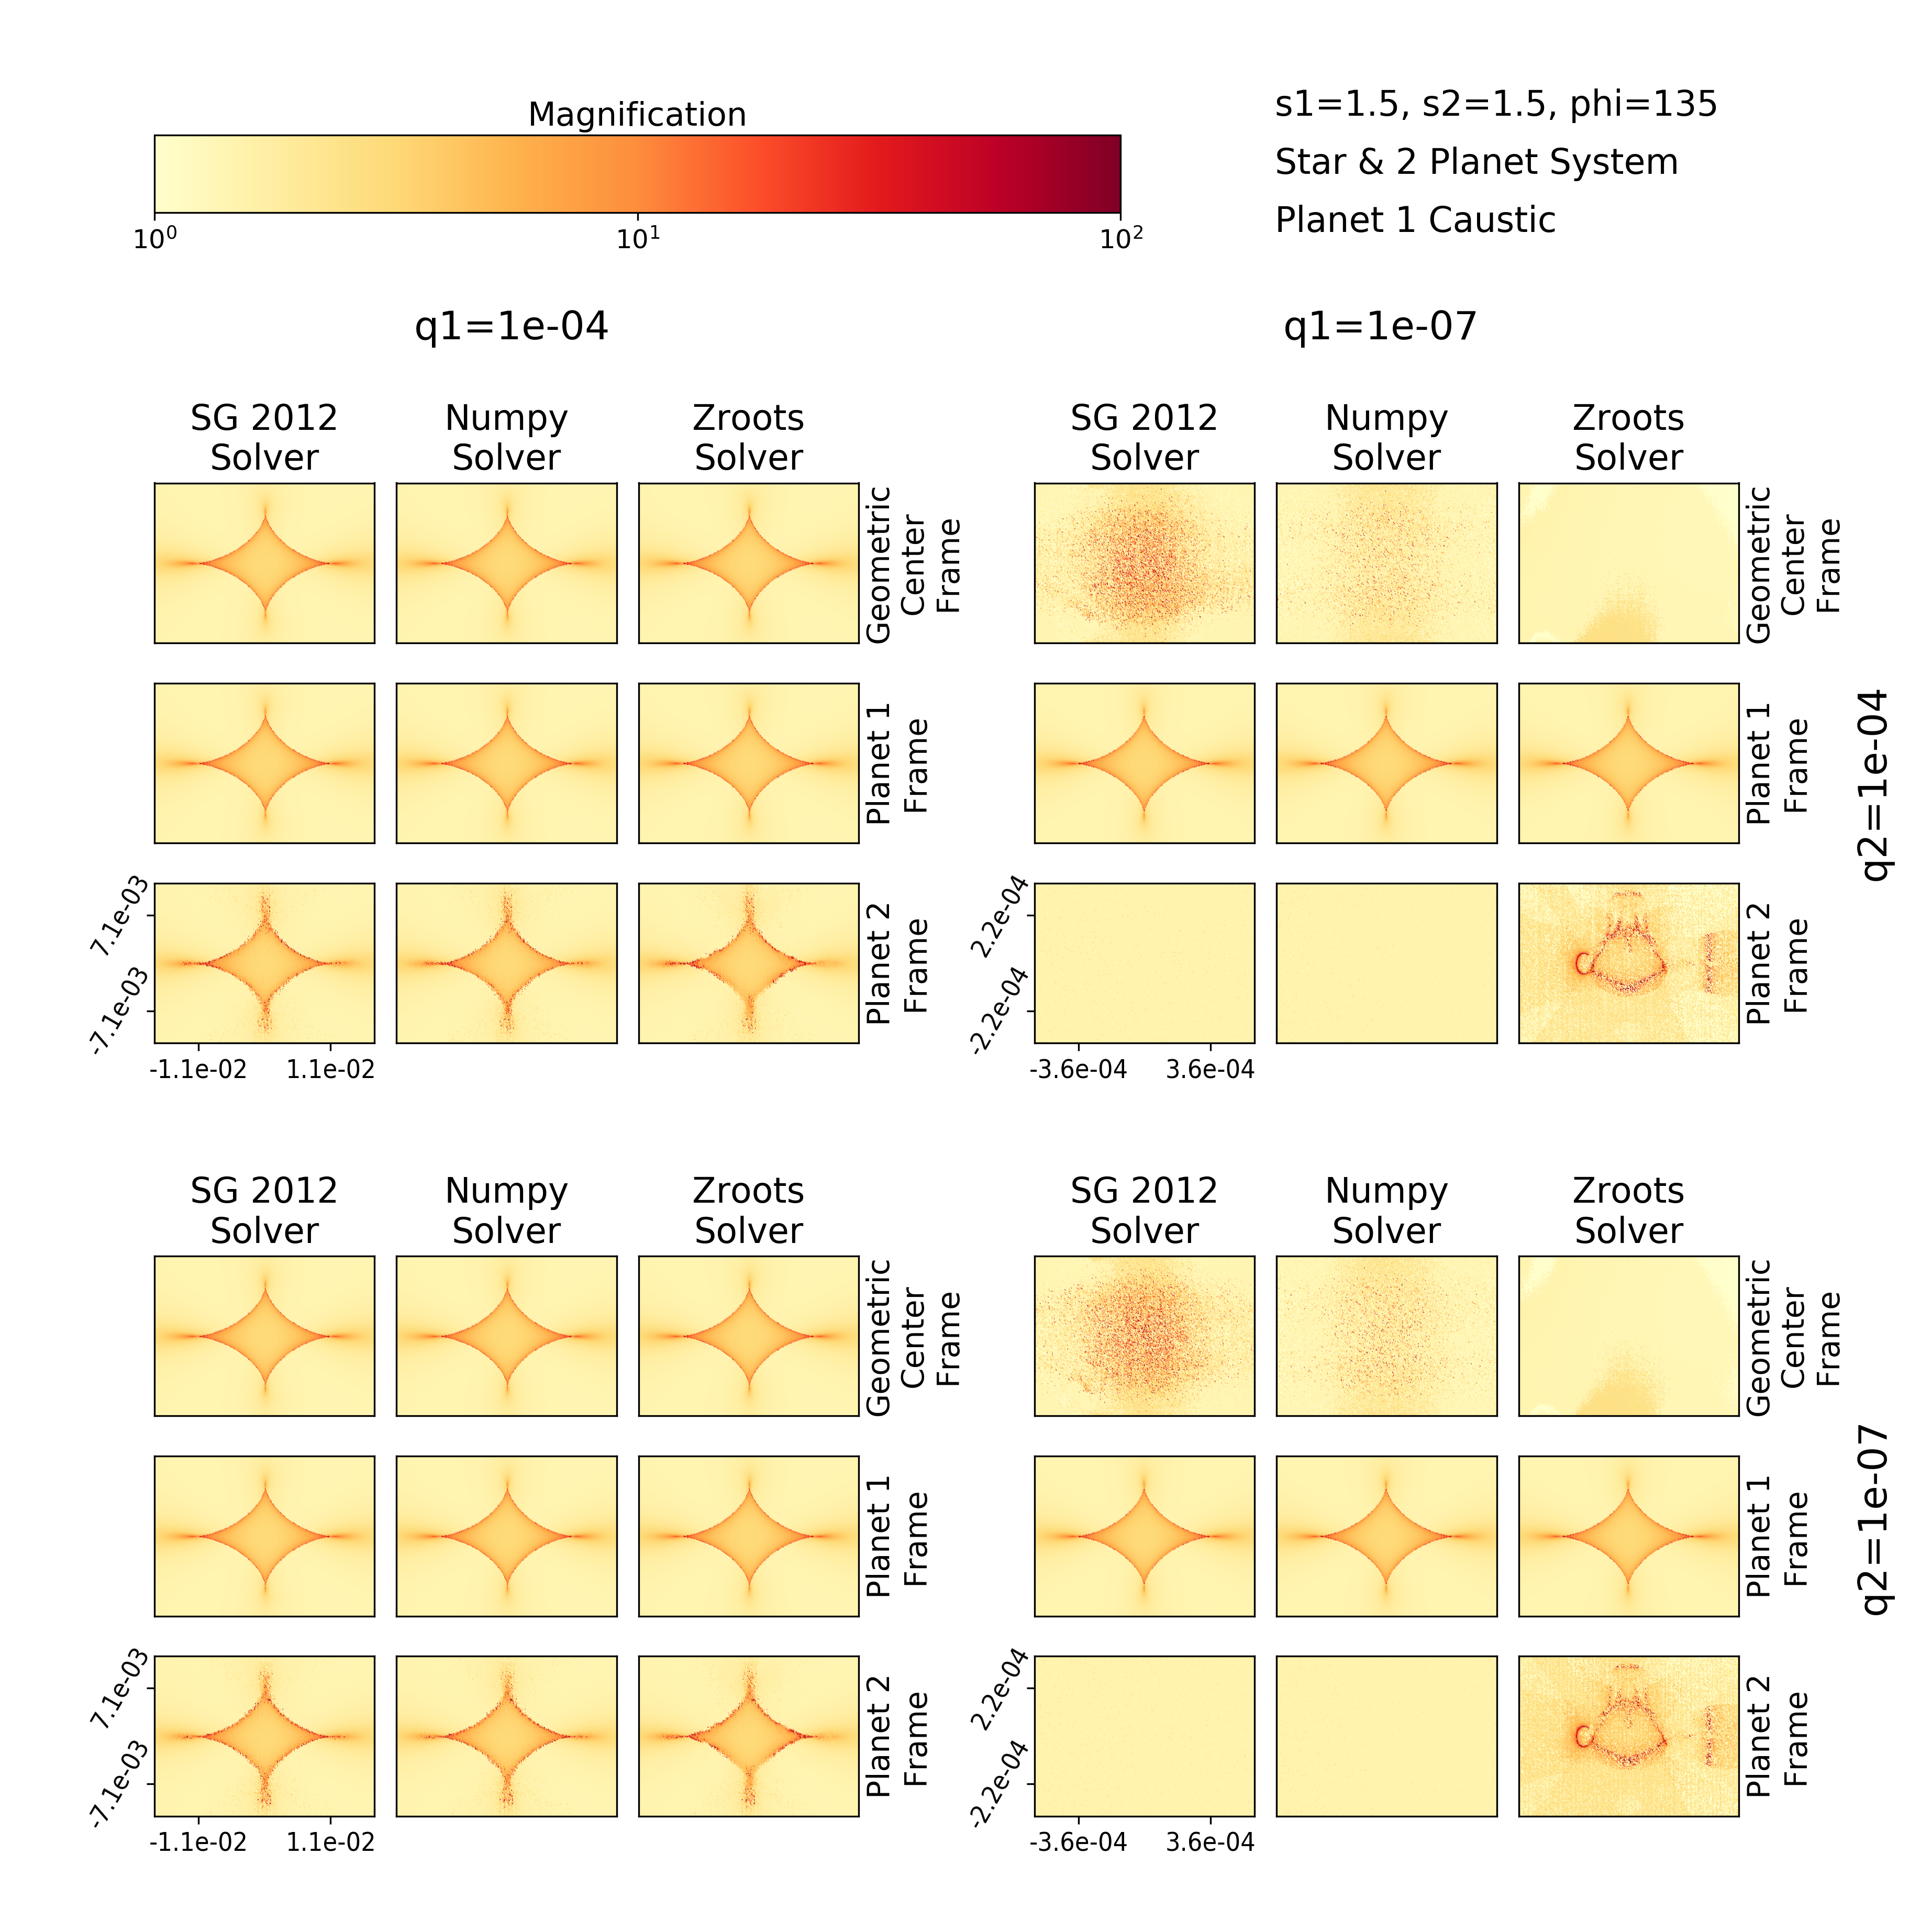 Magnification
10^0 10^1 10^2
s1=1.5, s2=1.5, phi=135
Star & 2 Planet System
Planet 1 Caustic
q1=1e-04
q1=1e-07
SG 2012
Solver
Numpy
Solver
Zroots
Solver
SG 2012
Solver
Numpy
Solver
Zroots
Solver
Geometric
Center
Frame
Geometric
Center
Frame
Planet 1
Frame
Planet 1
Frame
q2=1e-04
7.1e-03
-7.1e-03
-1.1e-02 1.1e-02
Planet 2
Frame
2.2e-04
-2.2e-04
-3.6e-04 3.6e-04
Planet 2
Frame
SG 2012
Solver
Numpy
Solver
Zroots
Solver
SG 2012
Solver
Numpy
Solver
Zroots
Solver
Geometric
Center
Frame
Geometric
Center
Frame
Planet 1
Frame
Planet 1
Frame
q2=1e-07
7.1e-03
-7.1e-03
-1.1e-02 1.1e-02
Planet 2
Frame
2.2e-04
-2.2e-04
-3.6e-04 3.6e-04
Planet 2
Frame